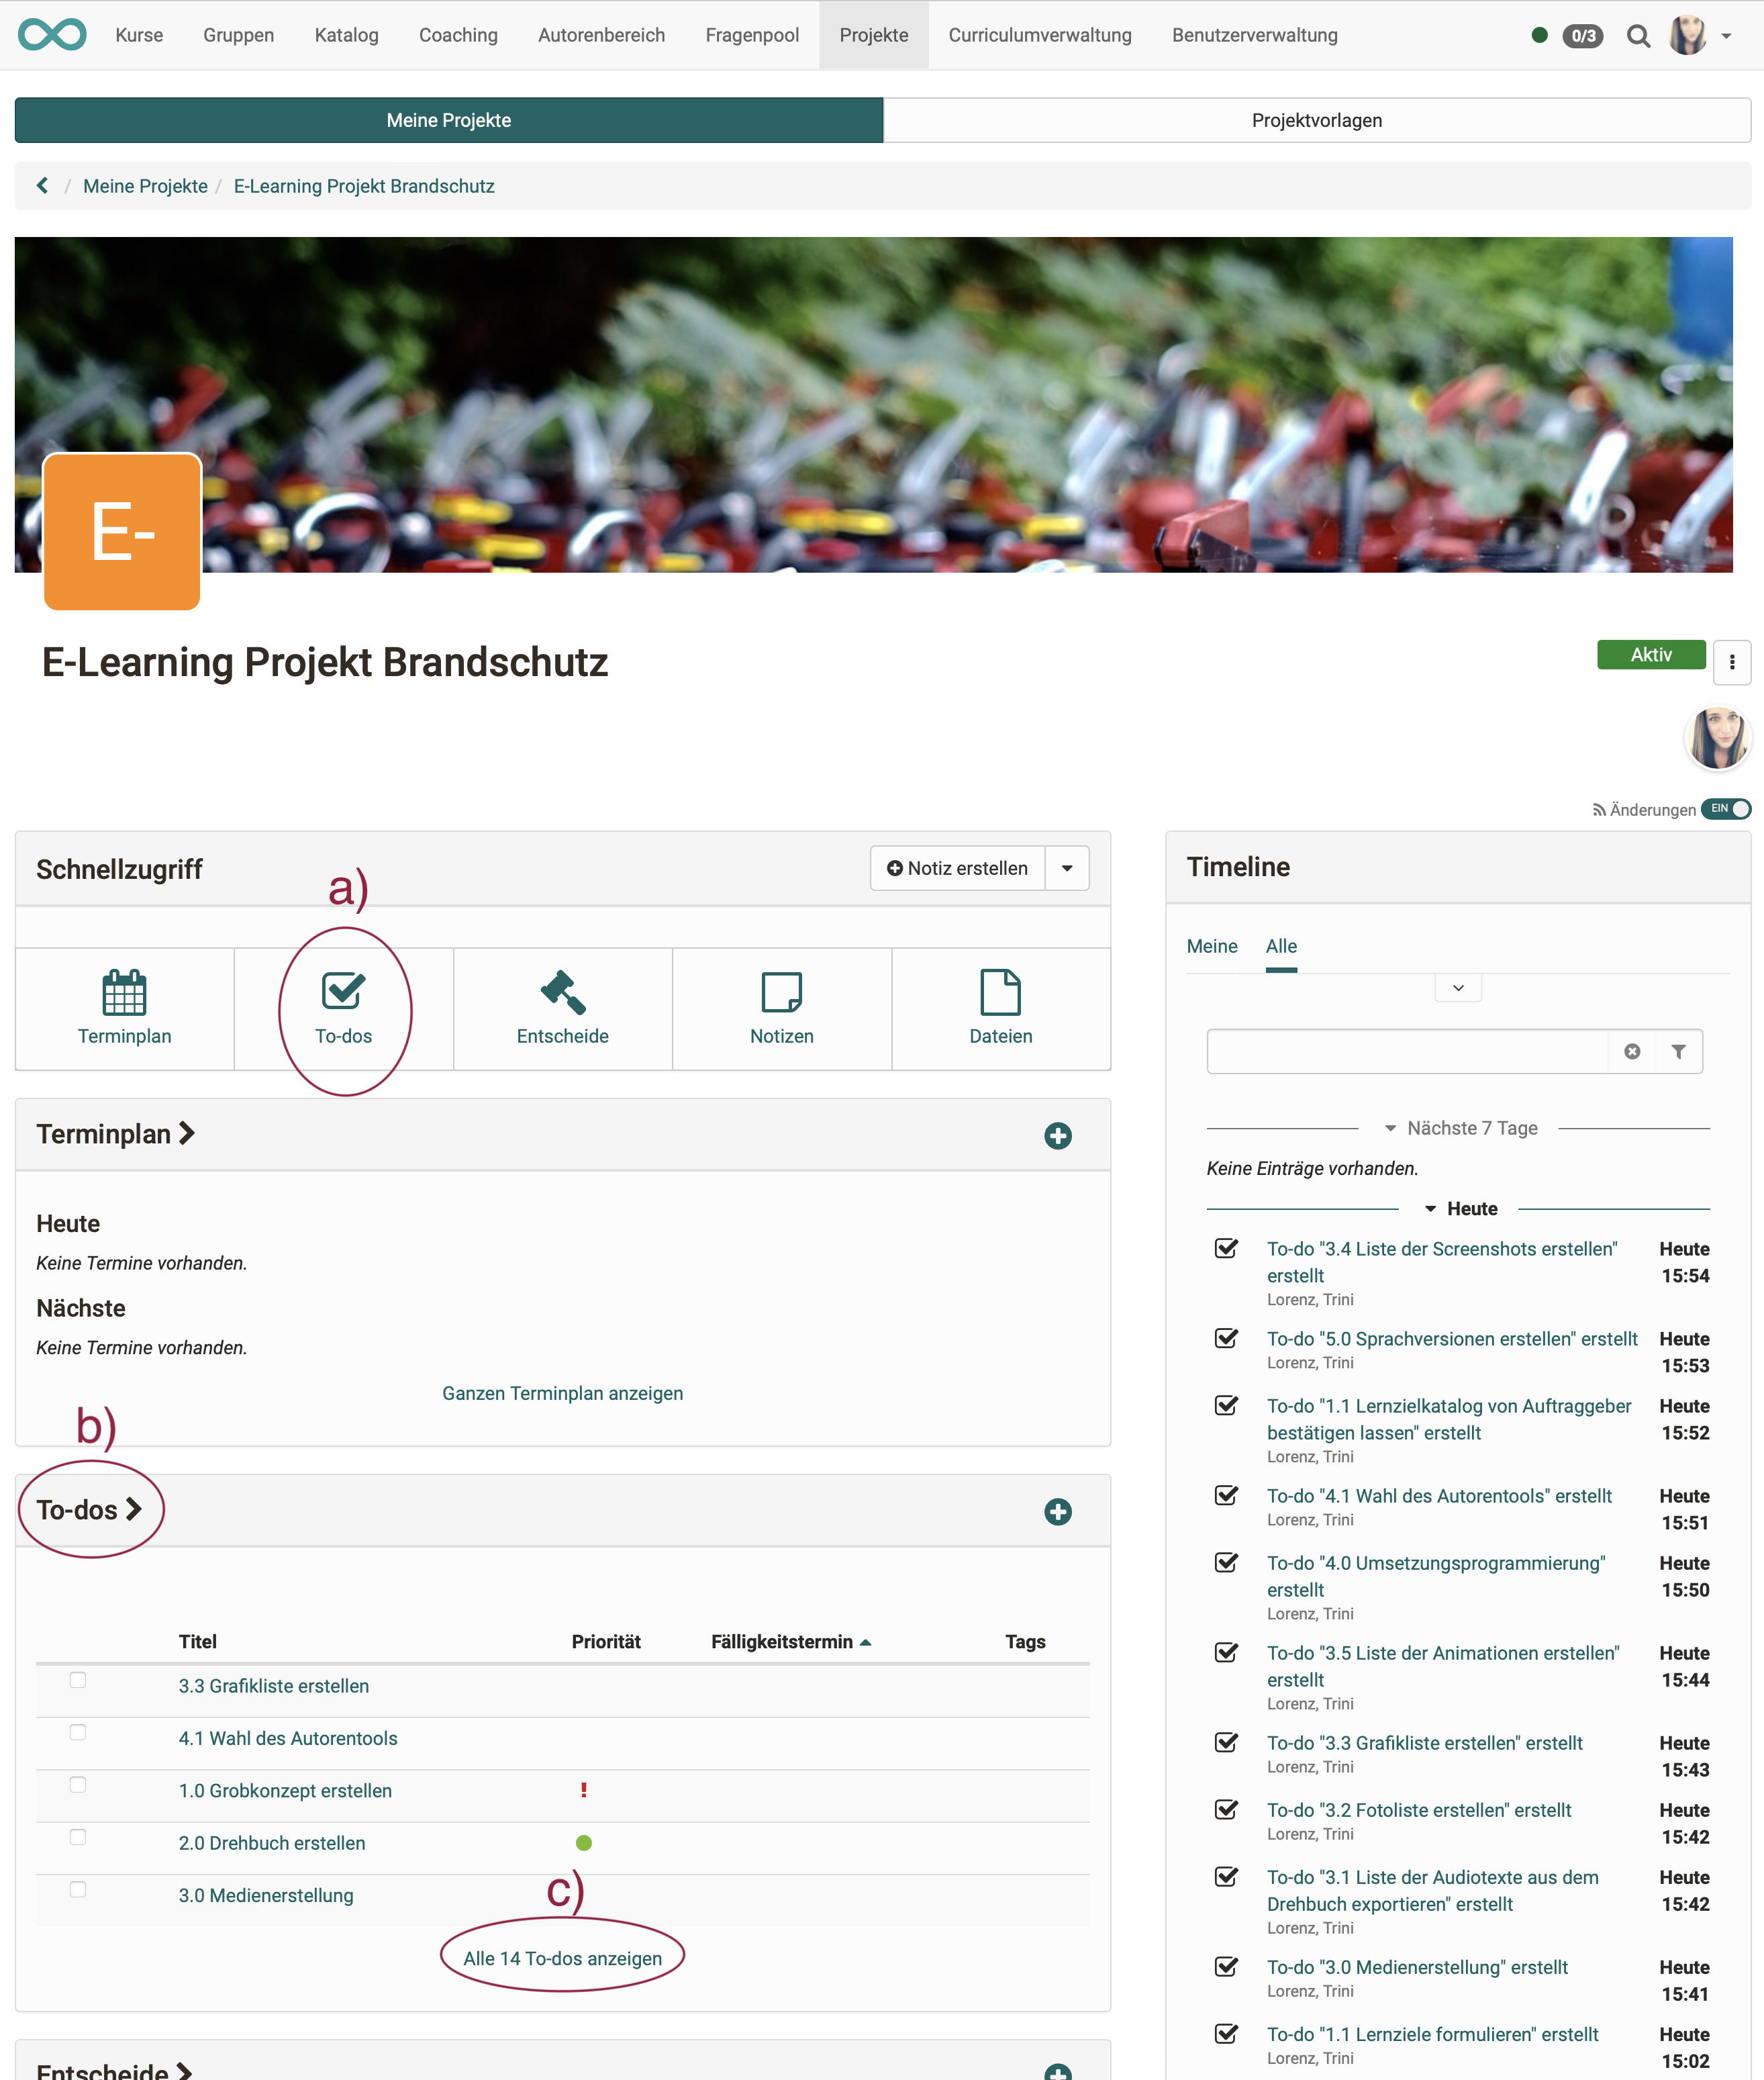 Kurse Gruppen Katalog Coaching Autorenbereich Fragenpool Projekte Curriculumverwaltung Benutzerverwaltung 0/3
Meine Projekte Projektvorlagen
/ Meine Projekte / E-Learning Projekt Brandschutz
E-
E-Learning Projekt Brandschutz
Aktiv
Änderungen EIN
Schnellzugriff
Notiz erstellen
a)
Terminplan To-dos Entscheide Notizen Dateien
Terminplan
Heute
Keine Termine vorhanden.
Nächste
Keine Termine vorhanden.
Ganzen Terminplan anzeigen
b)
To-dos
Titel Priorität Fälligkeitstermin Tags
3.3 Grafikliste erstellen
4.1 Wahl des Autorentools
1.0 Grobkonzept erstellen !
2.0 Drehbuch erstellen
3.0 Medienerstellung
c)
Alle 14 To-dos anzeigen
Entscheide
Timeline
Meine Alle
Nächste 7 Tage
Keine Einträge vorhanden.
Heute
To-do "3.4 Liste der Screenshots erstellen" Heute
erstellt 15:54
Lorenz, Trini
To-do "5.0 Sprachversionen erstellen" erstellt Heute
Lorenz, Trini 15:53
To-do "1.1 Lernzielkatalog von Auftraggeber Heute
bestätigen lassen" erstellt 15:52
Lorenz, Trini
To-do "4.1 Wahl des Autorentools" erstellt Heute
Lorenz, Trini 15:51
To-do "4.0 Umsetzungsprogrammierung" Heute
erstellt 15:50
Lorenz, Trini
To-do "3.5 Liste der Animationen erstellen" Heute
erstellt 15:44
Lorenz, Trini
To-do "3.3 Grafikliste erstellen" erstellt Heute
Lorenz, Trini 15:43
To-do "3.2 Fotoliste erstellen" erstellt Heute
Lorenz, Trini 15:42
To-do "3.1 Liste der Audiotexte aus dem Heute
Drehbuch exportieren" erstellt 15:42
Lorenz, Trini
To-do "3.0 Medienerstellung" erstellt Heute
Lorenz, Trini 15:41
To-do "1.1 Lernziele formulieren" erstellt Heute
Lorenz, Trini 15:02